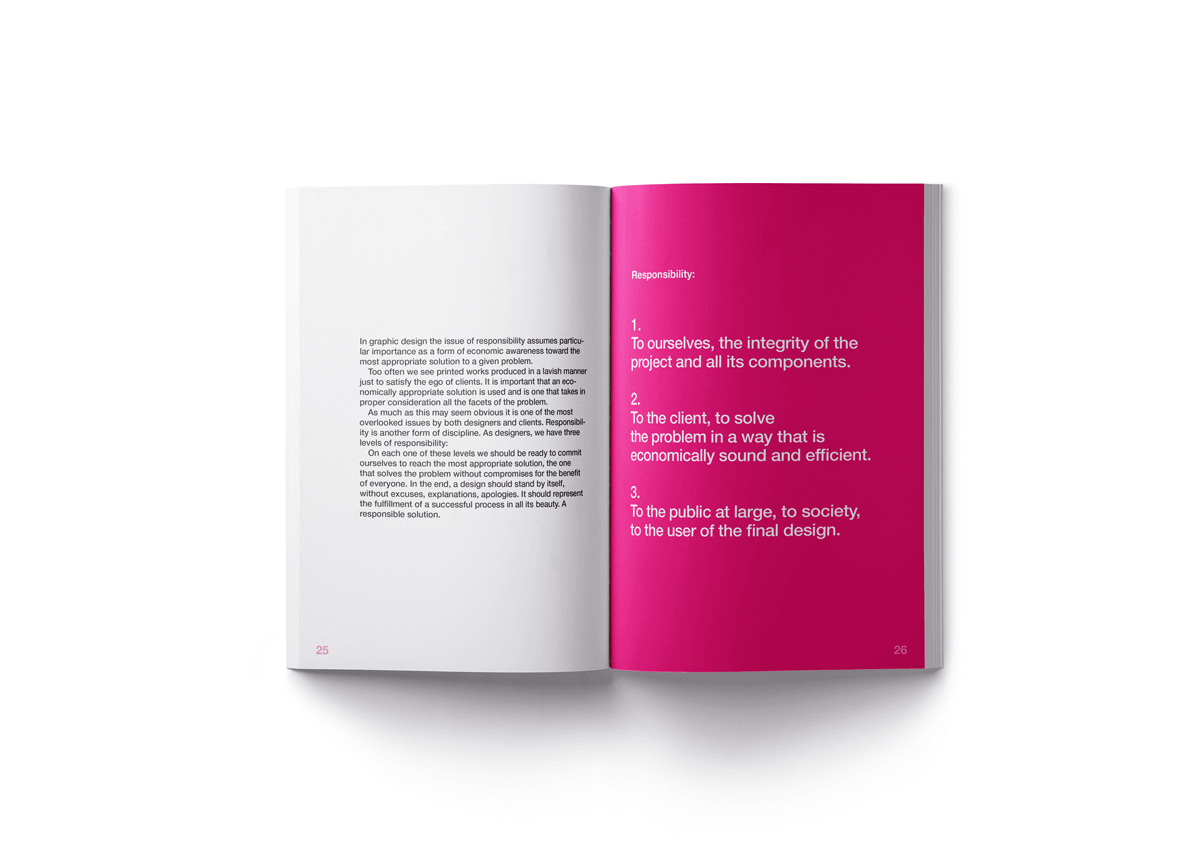 In graphic design the issue of responsibility assumes particu-
lar importance as a form of economic awareness toward the
most appropriate solution to a given problem.
Too often we see printed works produced in a lavish manner
just to satisfy the ego of clients. It is important that an eco-
nomically appropriate solution is used and is one that takes in
proper consideration all the facets of the problem.
As much as this may seem obvious it is one of the most
overlooked issues by both designers and clients. Responsibil-
ity is another form of discipline. As designers, we have three
levels of responsibility:
On each one of these levels we should be ready to commit
ourselves to reach the most appropriate solution, the one
that solves the problem without compromises for the benefit
of everyone. In the end, a design should stand by itself,
without excuses, explanations, apologies. It should represent
the fulfillment of a successful process in all its beauty. A
responsible solution.
25
Responsibility:
1.
To ourselves, the integrity of the
project and all its components.
2.
To the client, to solve
the problem in a way that is
economically sound and efficient.
3.
To the public at large, to society,
to the user of the final design.
26